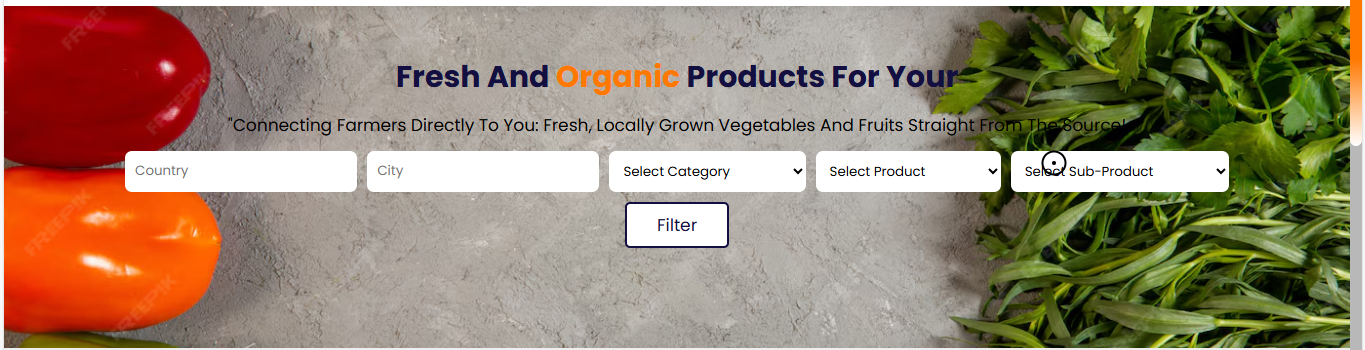 Fresh And Organic Products For Your
"Connecting Farmers Directly To You: Fresh, Locally Grown Vegetables And Fruits Straight From The Source!
Country City Select Category Select Product Select Sub-Product
Filter
FREEPIK
FREEPIK
FREEPIK
FREEPIK